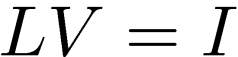 LV = I